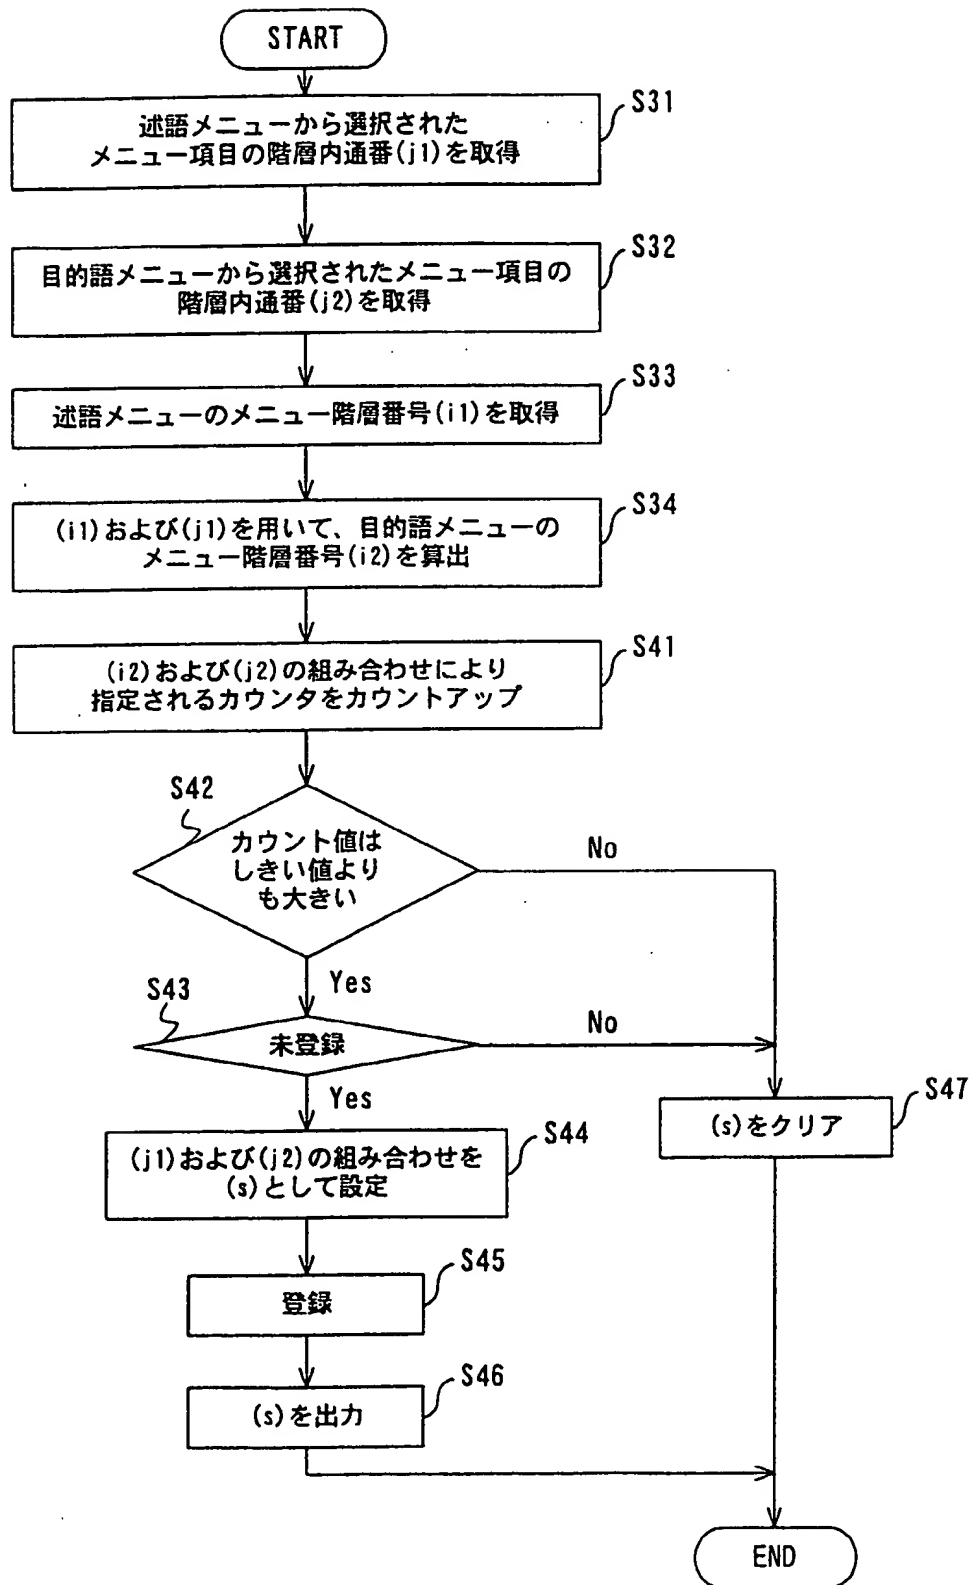 START
S31
述語メニューから選択された
メニュー項目の階層内通番(j1)を取得
S32
目的語メニューから選択されたメニュー項目の
階層内通番(j2)を取得
S33
述語メニューのメニュー階層番号(i1)を取得
S34
(i1)および(j1)を用いて、目的語メニューの
メニュー階層番号(i2)を算出
S41
(i2)および(j2)の組み合わせにより
指定されるカウンタをカウントアップ
S42
カウント値は
しきい値より
も大きい
No
Yes
S43
未登録
No
Yes
S47
(s)をクリア
S44
(j1)および(j2)の組み合わせを
(s)として設定
S45
登録
S46
(s)を出力
END